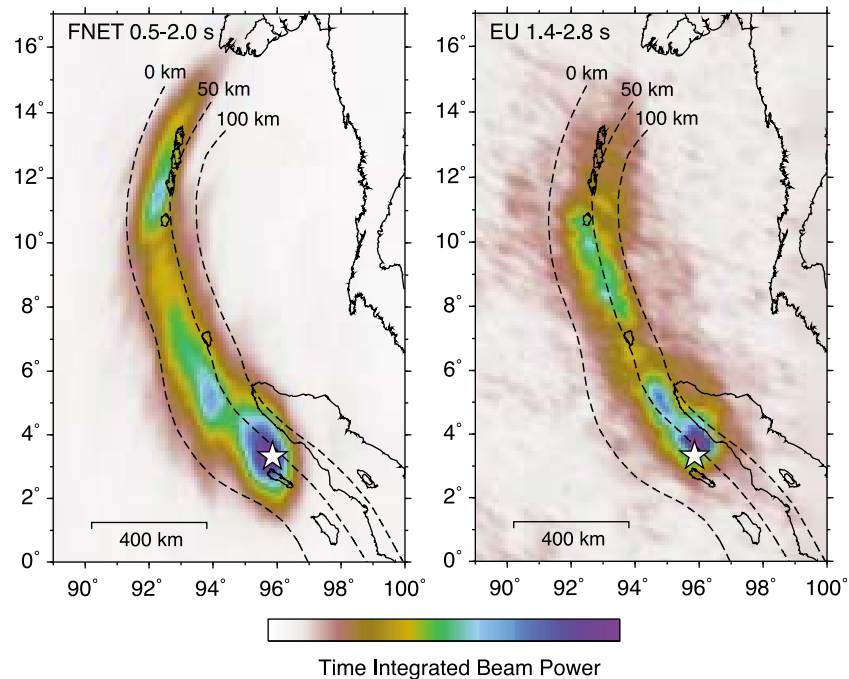 FNET 0.5-2.0 s
0 km
50 km
100 km
16˚
14˚
12˚
10˚
8˚
6˚
4˚
2˚
0˚
400 km
90˚ 92˚ 94˚ 96˚ 98˚ 100˚
EU 1.4-2.8 s
0 km
50 km
100 km
16˚
14˚
12˚
10˚
8˚
6˚
4˚
2˚
0˚
400 km
90˚ 92˚ 94˚ 96˚ 98˚ 100˚
Time Integrated Beam Power